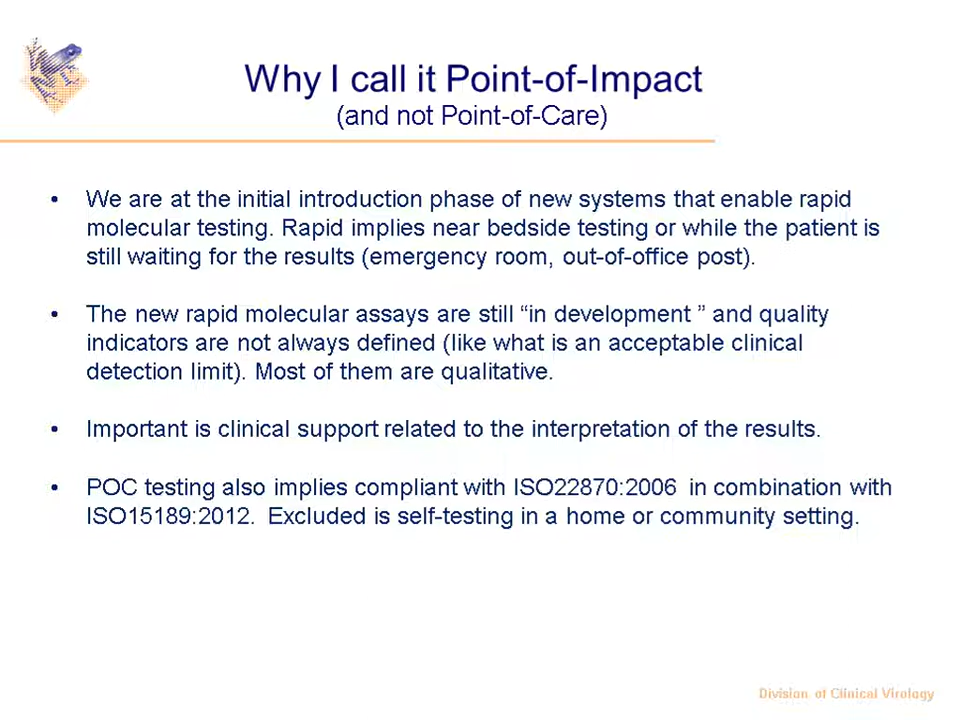 Why I call it Point-of-Impact
(and not Point-of-Care)
• We are at the initial introduction phase of new systems that enable rapid
molecular testing. Rapid implies near bedside testing or while the patient is
still waiting for the results (emergency room, out-of-office post).
• The new rapid molecular assays are still “in development ” and quality
indicators are not always defined (like what is an acceptable clinical
detection limit). Most of them are qualitative.
• Important is clinical support related to the interpretation of the results.
• POC testing also implies compliant with ISO22870:2006 in combination with
ISO15189:2012. Excluded is self-testing in a home or community setting.
Division of Clinical Virology